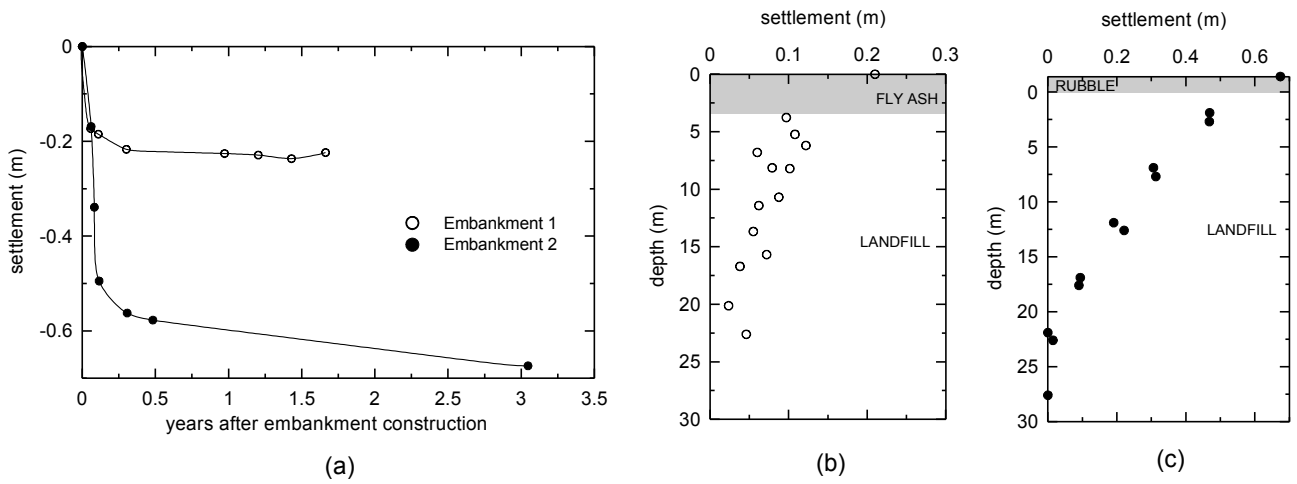 0
-0.2
-0.4
-0.6
settlement (m)
0 0.5 1 1.5 2 2.5 3 3.5
years after embankment construction
Embankment 1
Embankment 2
(a)
settlement (m)
0 0.1 0.2 0.3
0
5
10
15
20
25
30
depth (m)
FLY ASH
LANDFILL
(b)
settlement (m)
0 0.2 0.4 0.6
0
5
10
15
20
25
30
depth (m)
RUBBLE
LANDFILL
(c)